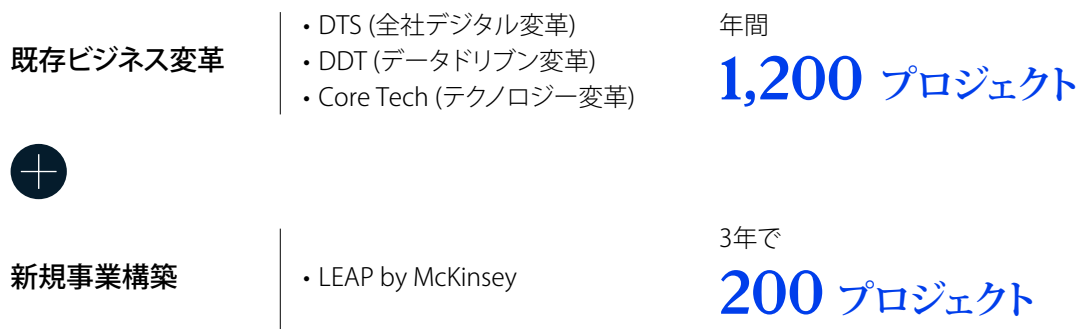 既存ビジネス変革
• DTS (全社デジタル変革)
• DDT (データドリブン変革)
• Core Tech (テクノロジー変革)
年間
1,200 プロジェクト
新規事業構築
• LEAP by McKinsey
3年で
200 プロジェクト